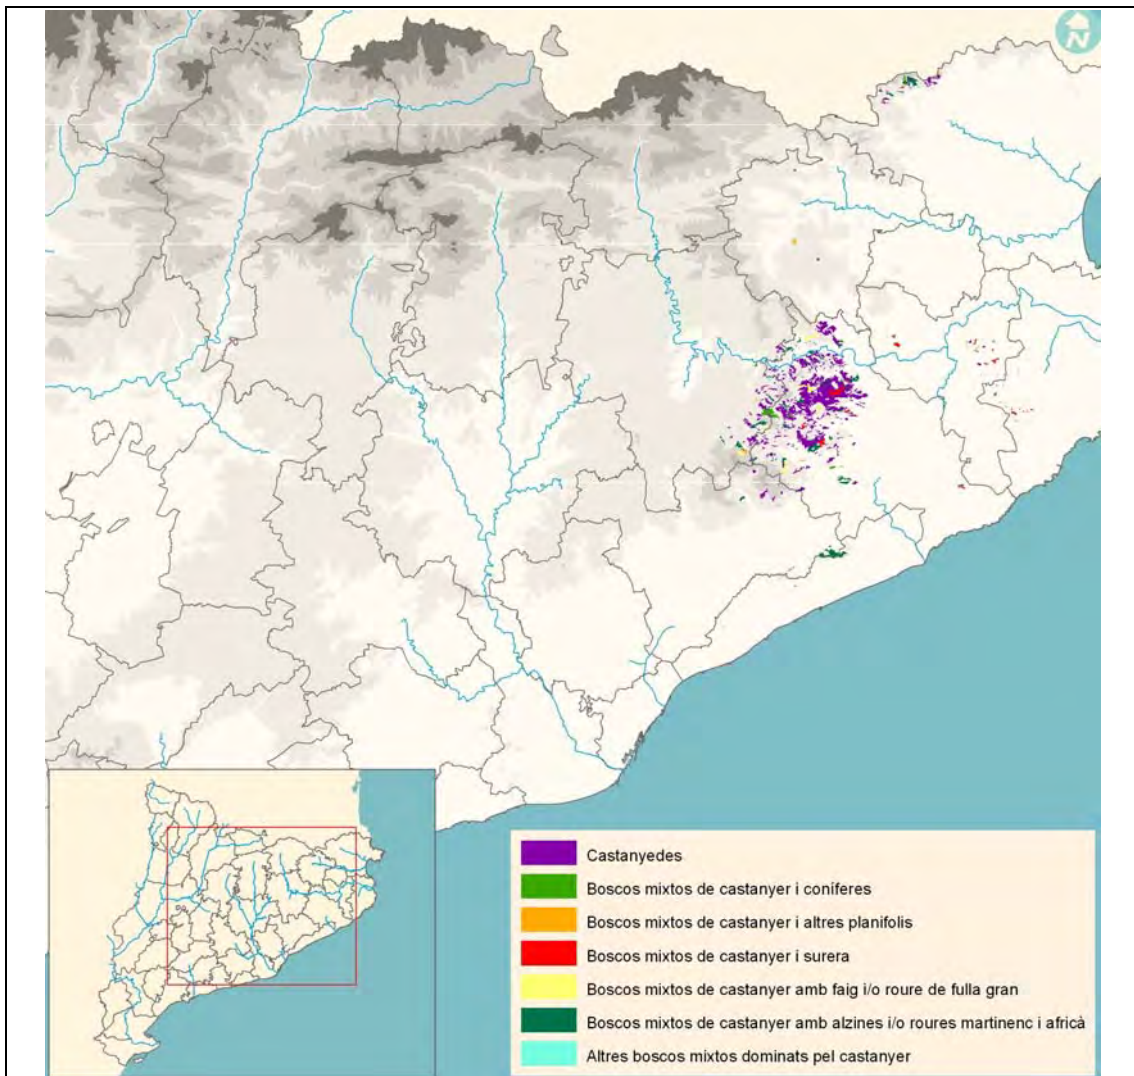 N
Castanyedes
Boscos mixtos de castanyer i coníferes
Boscos mixtos de castanyer i altres planifolis
Boscos mixtos de castanyer i surera
Boscos mixtos de castanyer amb faig i/o roure de fulla gran
Boscos mixtos de castanyer amb alzines i/o roures martinenc i africà
Altres boscos mixtos dominats pel castanyer